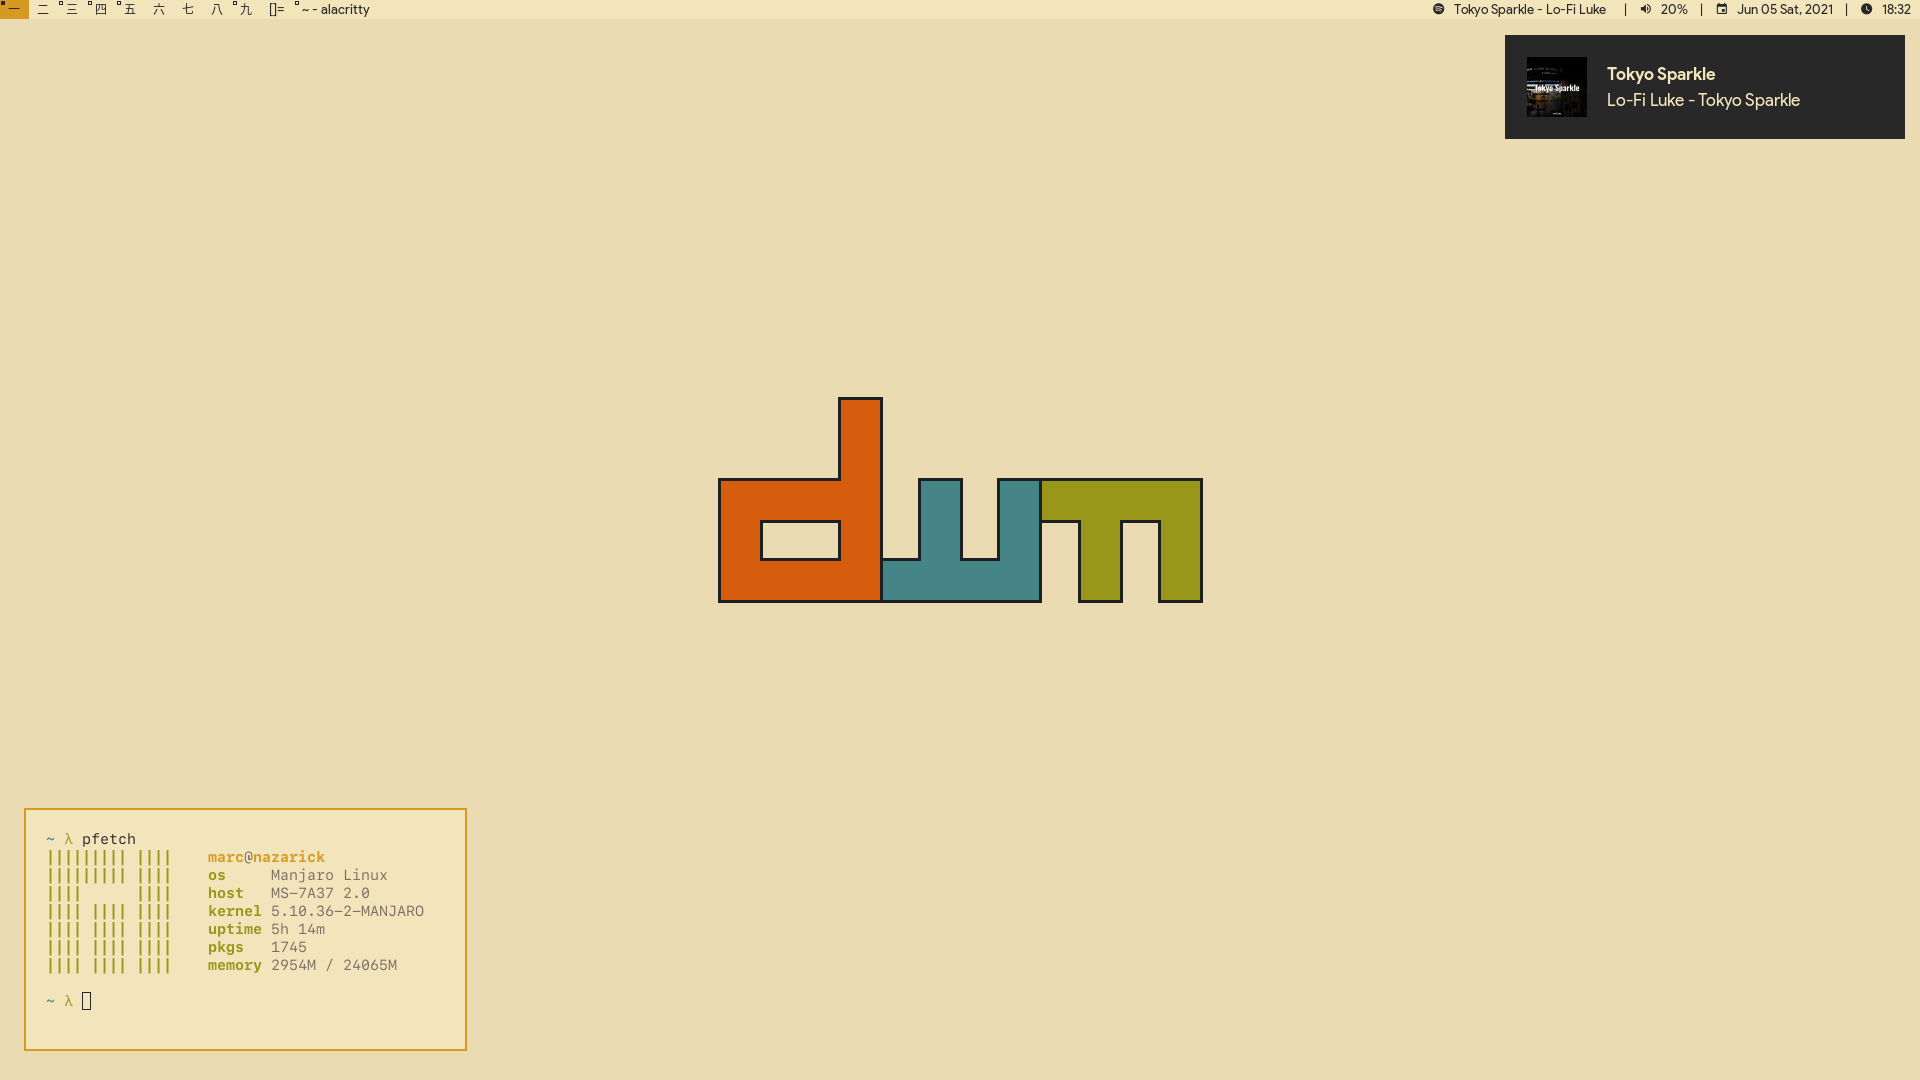 一 二 三 四 五 六 七 八 九 []= ~ - alacritty Tokyo Sparkle - Lo-Fi Luke | 20% | Jun 05 Sat, 2021 | 18:32
Tokyo Sparkle
Tokyo Sparkle
Lo-Fi Luke - Tokyo Sparkle
dwm
~ λ pfetch
marc@nazarick
os Manjaro Linux
host MS-7A37 2.0
kernel 5.10.36-2-MANJARO
uptime 5h 14m
pkgs 1745
memory 2954M / 24065M
~ λ